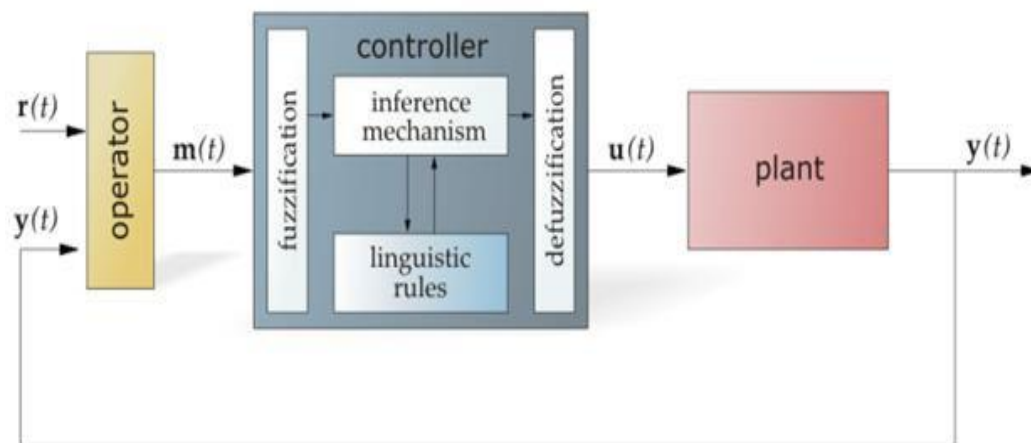 controller
r(t)
y(t)
operator
m(t)
fuzzification
inference
mechanism
linguistic
rules
defuzzification
u(t)
plant
y(t)